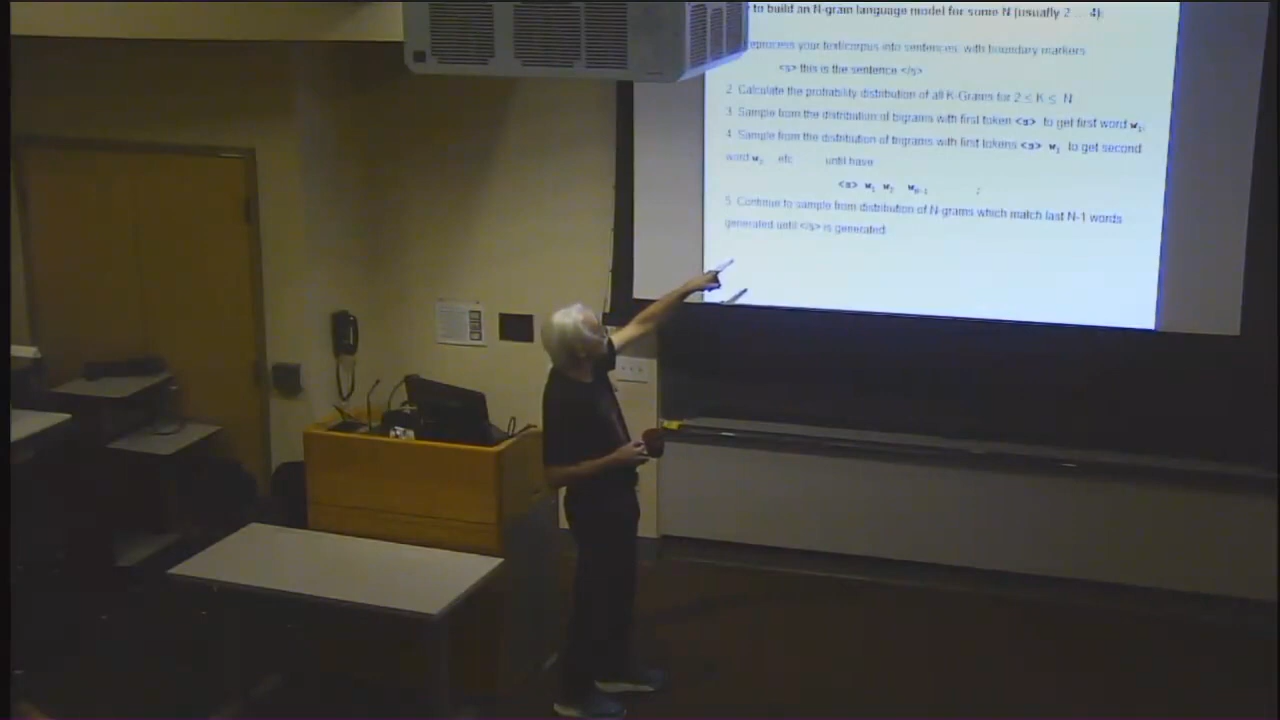 to build an N-gram language model for some N (usually 2 ... 4):
reprocess your text/corpus into sentences, with boundary markers
<s> this is the sentence </s>
2. Calculate the probability distribution of all K-Grams for 2 ≤ K ≤ N
3. Sample from the distribution of bigrams with first token <s> to get first word w1.
4. Sample from the distribution of bigrams with first tokens <s> w1 to get second
word w2 etc until have
<s> w1 w2 wn-1
5. Continue to sample from distribution of N-grams which match last N-1 words
generated until </s> is generated